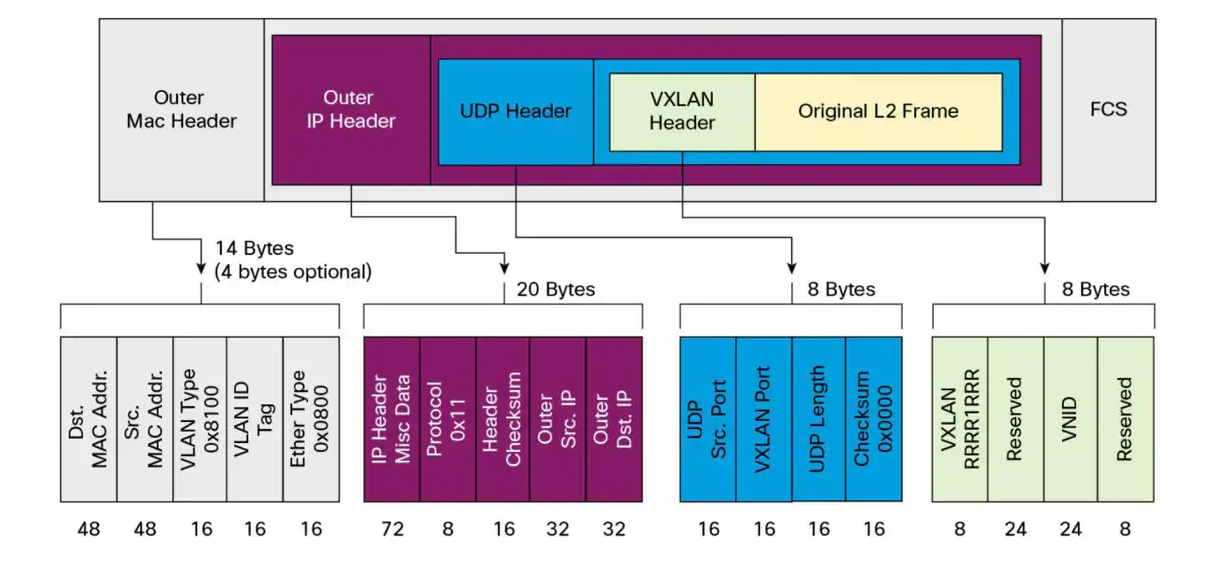 Outer
Mac Header
Outer
IP Header
UDP Header
VXLAN
Header
Original L2 Frame
FCS
14 Bytes
(4 bytes optional)
20 Bytes
8 Bytes
8 Bytes
Dst.
MAC Addr.
Src.
MAC Addr.
VLAN Type
0x8100
VLAN ID
Tag
Ether Type
0x0800
IP Header
Misc Data
Protocol
0x11
Header
Checksum
Outer
Src. IP
Outer
Dst. IP
UDP
Src. Port
VXLAN Port
UDP Length
Checksum
0x0000
VXLAN
RRRR1RRR
Reserved
VNID
Reserved
48 48 16 16 16 72 8 16 32 32 16 16 16 16 8 24 24 8